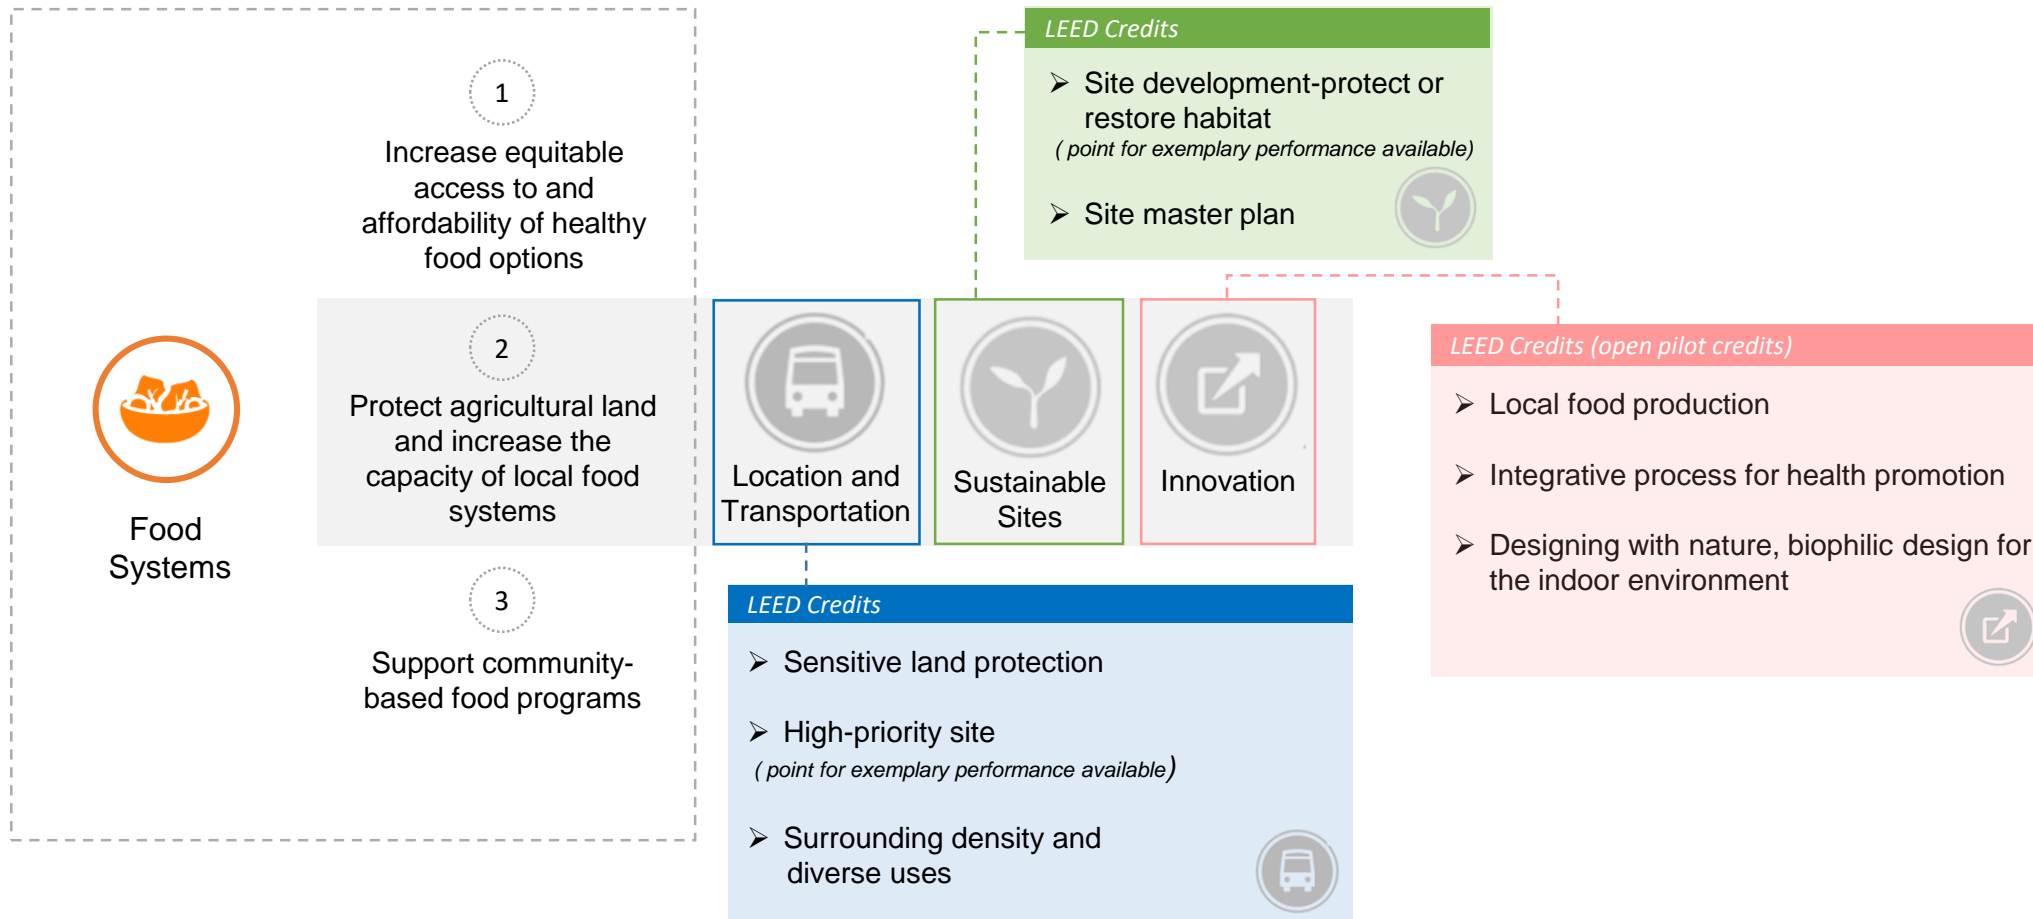 Food
Systems
1
Increase equitable
access to and
affordability of healthy
food options
2
Protect agricultural land
and increase the
capacity of local food
systems
3
Support community-
based food programs
Location and
Transportation
Sustainable
Sites
Innovation
LEED Credits
➢ Site development-protect or
restore habitat
( point for exemplary performance available)
➢ Site master plan
LEED Credits (open pilot credits)
➢ Local food production
➢ Integrative process for health promotion
➢ Designing with nature, biophilic design for
the indoor environment
LEED Credits
➢ Sensitive land protection
➢ High-priority site
( point for exemplary performance available)
➢ Surrounding density and
diverse uses